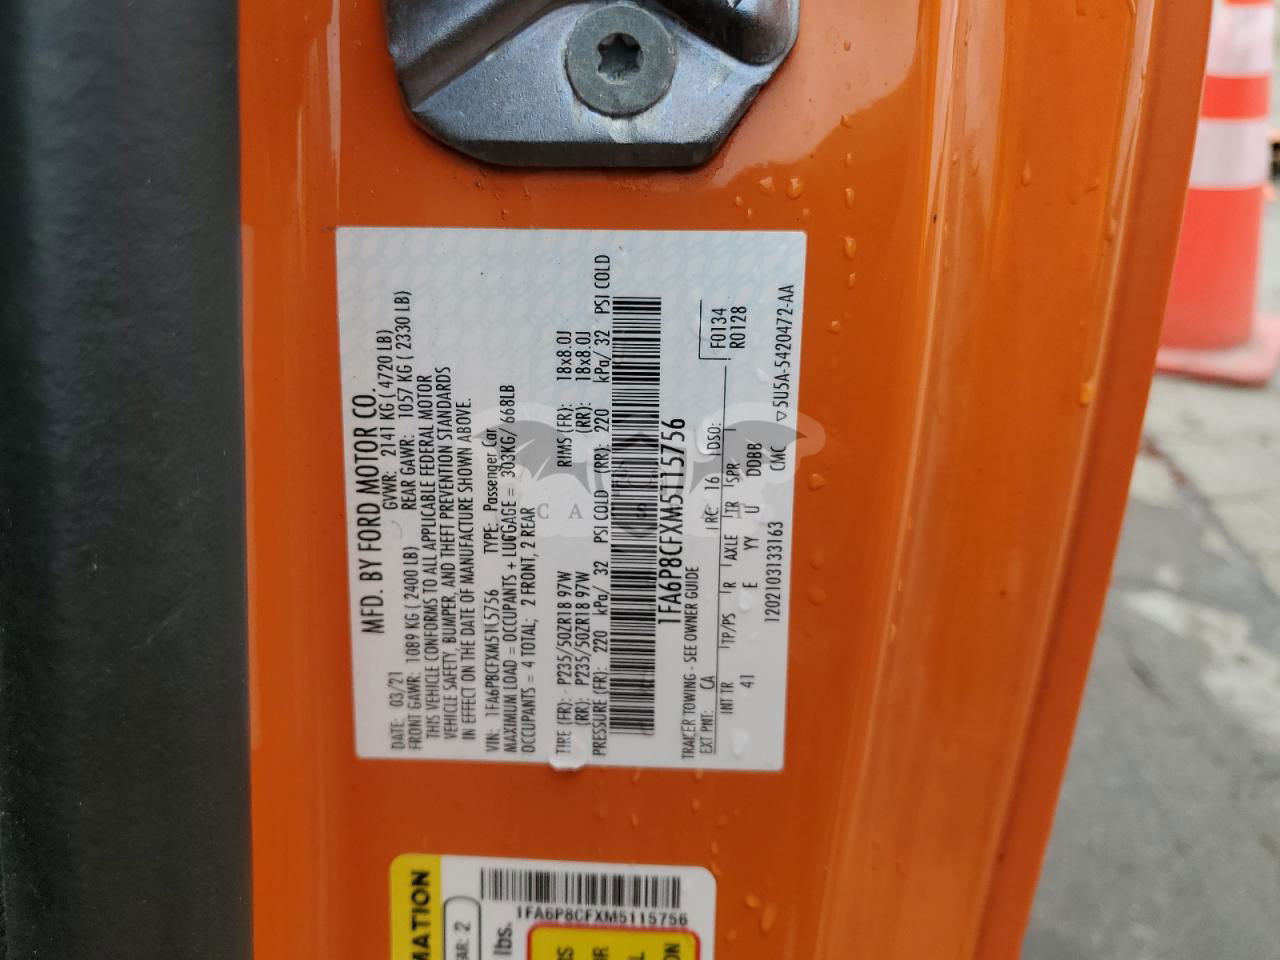 MFD. BY FORD MOTOR CO.
DATE: 03/21 GVWR: 2141 KG ( 4720 LB)
FRONT GAWR: 1089 KG ( 2400 LB) REAR GAWR: 1057 KG ( 2330 LB)
THIS VEHICLE CONFORMS TO ALL APPLICABLE FEDERAL MOTOR
VEHICLE SAFETY, BUMPER, AND THEFT PREVENTION STANDARDS
IN EFFECT ON THE DATE OF MANUFACTURE SHOWN ABOVE.
VIN: 1FA6P8CFXM5115756 TYPE: Passenger Car
MAXIMUM LOAD = OCCUPANTS + LUGGAGE = 303KG/ 668LB
OCCUPANTS = 4 TOTAL; 2 FRONT, 2 REAR
TIRE (FR): P235/50ZR18 97W RIMS (FR): 18x8.0J
(RR): P235/50ZR18 97W (RR): 18x8.0J
PRESSURE (FR): 220 kPa/ 32 PSI COLD (RR): 220 kPa/ 32 PSI COLD
1FA6P8CFXM5115756
TRAILER TOWING - SEE OWNER GUIDE
EXT PNT: CA RC: 16 DSO: F0134
INT TR TP/PS R AXLE TR SPR R0128
41 E YY U DDBB
1202103133163 CMC ▽5U5A-5420472-AA
MATION
EAR: 2
1FA6P8CFXM5115756
lbs.